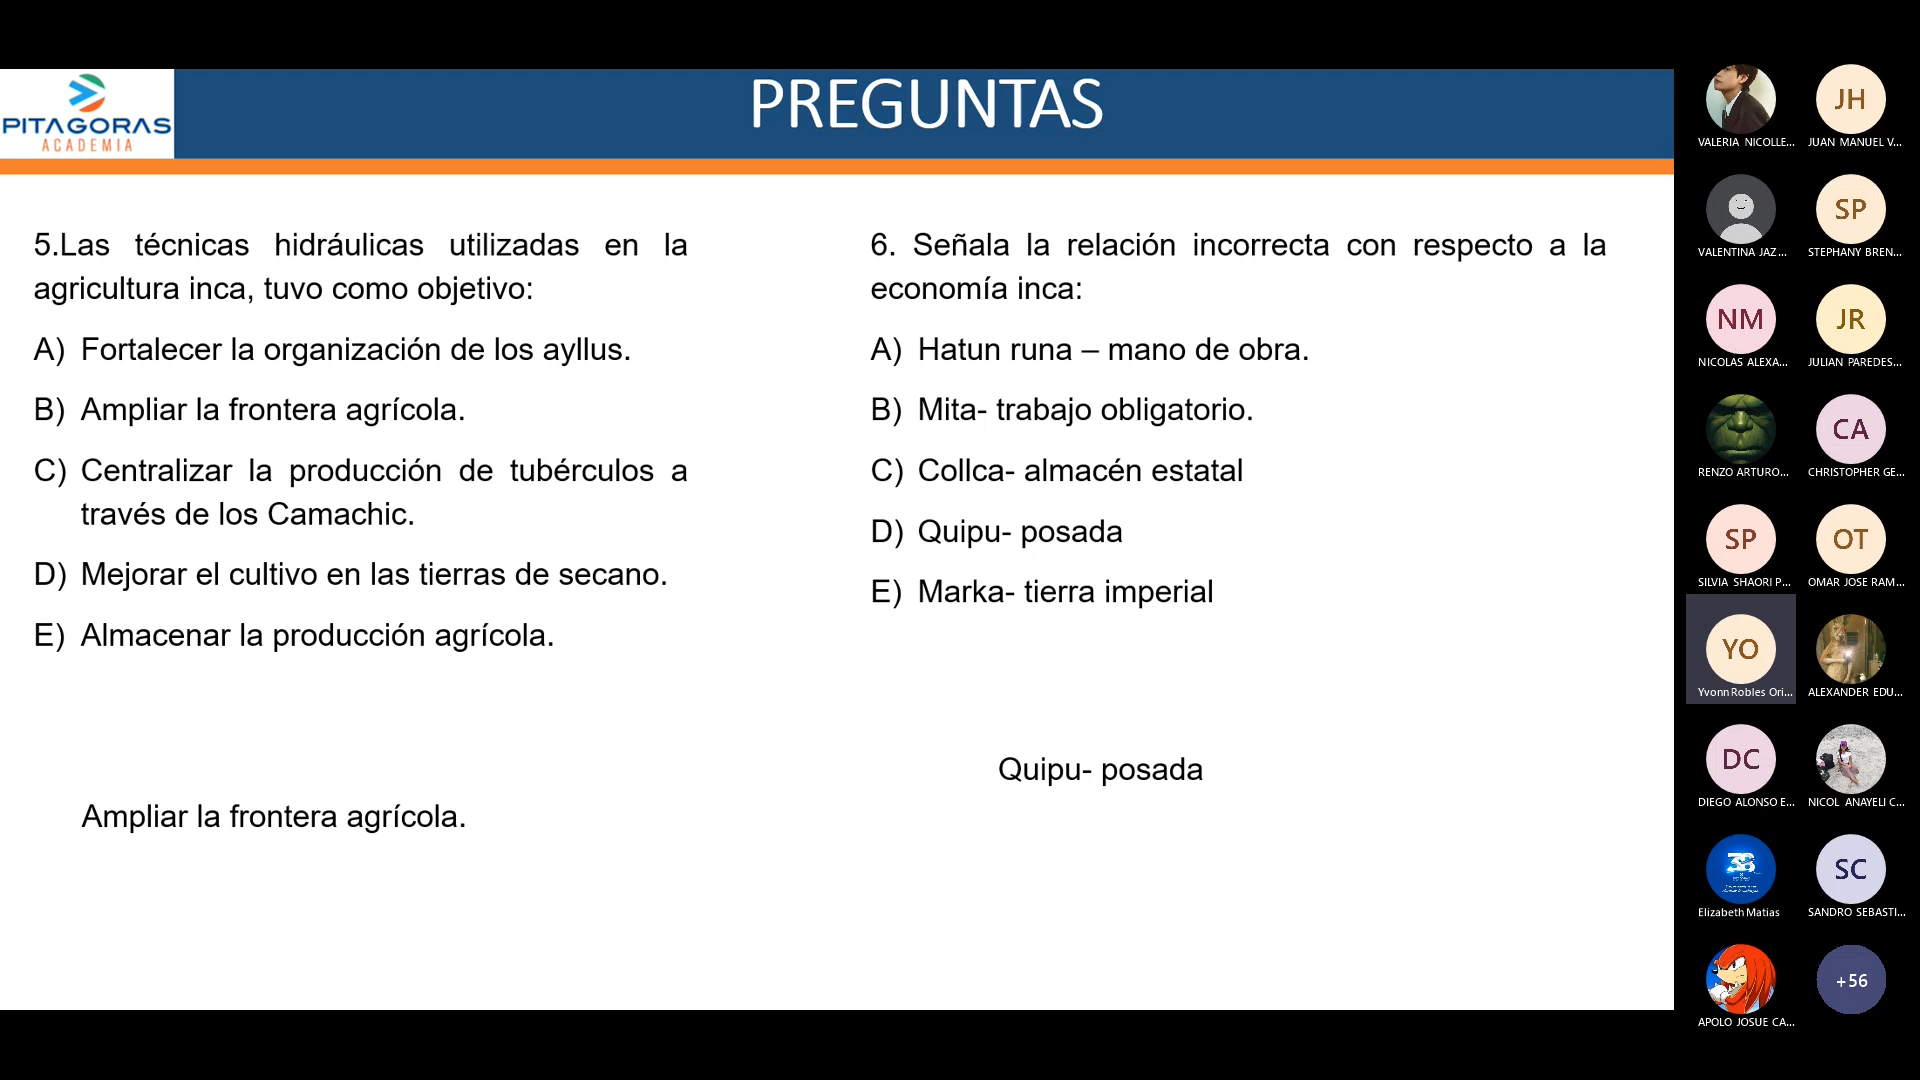 PITAGORAS
ACADEMIA
PREGUNTAS
5.Las técnicas hidráulicas utilizadas en la
agricultura inca, tuvo como objetivo:
A) Fortalecer la organización de los ayllus.
B) Ampliar la frontera agrícola.
C) Centralizar la producción de tubérculos a
través de los Camachic.
D) Mejorar el cultivo en las tierras de secano.
E) Almacenar la producción agrícola.
Ampliar la frontera agrícola.
6. Señala la relación incorrecta con respecto a la
economía inca:
A) Hatun runa – mano de obra.
B) Mita- trabajo obligatorio.
C) Collca- almacén estatal
D) Quipu- posada
E) Marka- tierra imperial
Quipu- posada
VALERIA NICOLLE...
JH
JUAN MANUEL V...
VALENTINA JAZ...
SP
STEPHANY BREN...
NM
NICOLAS ALEXA...
JR
JULIAN PAREDES...
RENZO ARTURO...
CA
CHRISTOPHER GE...
SP
SILVIA SHAORI P...
OT
OMAR JOSE RAM...
YO
Yvonn Robles Ori...
ALEXANDER EDU...
DC
DIEGO ALONSO E...
NICOL ANAYELI C...
Elizabeth Matias
SC
SANDRO SEBASTI...
APOLO JOSUE CA...
+56